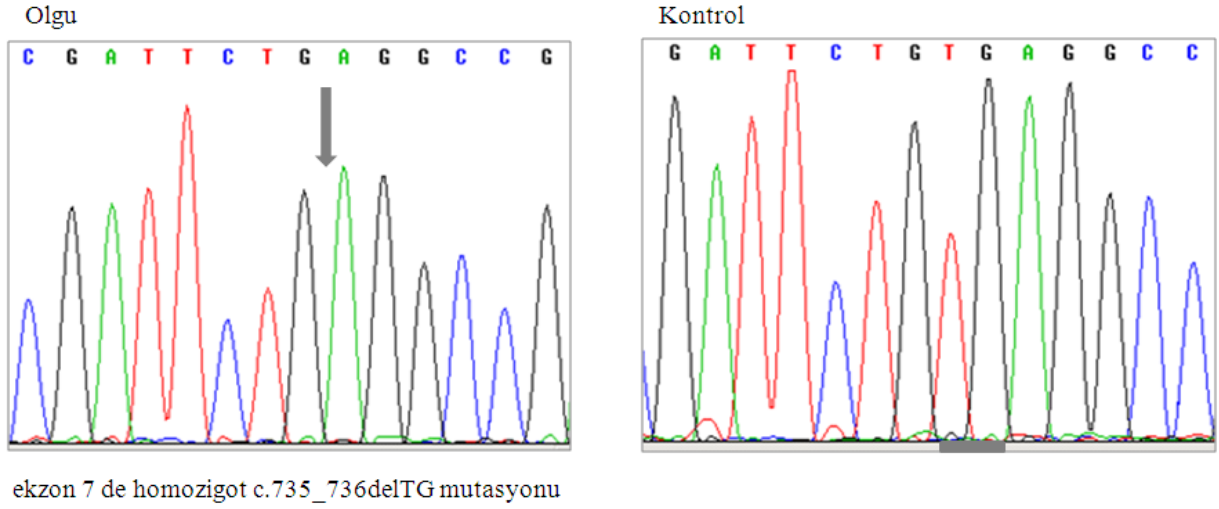 Olgu
Kontrol
C G A T T C T G A G G C C G
G A T T C T G T G A G G C C
ekzon 7 de homozigot c.735_736delTG mutasyonu